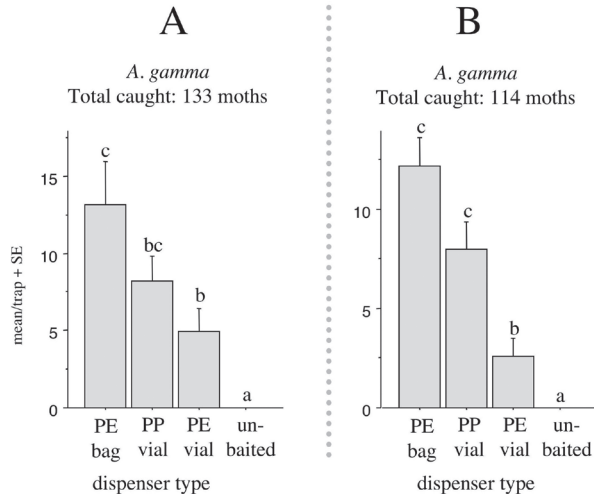 A
A. gamma
Total caught: 133 moths
mean/trap + SE
15
10
5
0
c
bc
b
a
PE bag
PP vial
PE vial
un-baited
dispenser type
B
A. gamma
Total caught: 114 moths
10
5
0
c
c
b
a
PE bag
PP vial
PE vial
un-baited
dispenser type